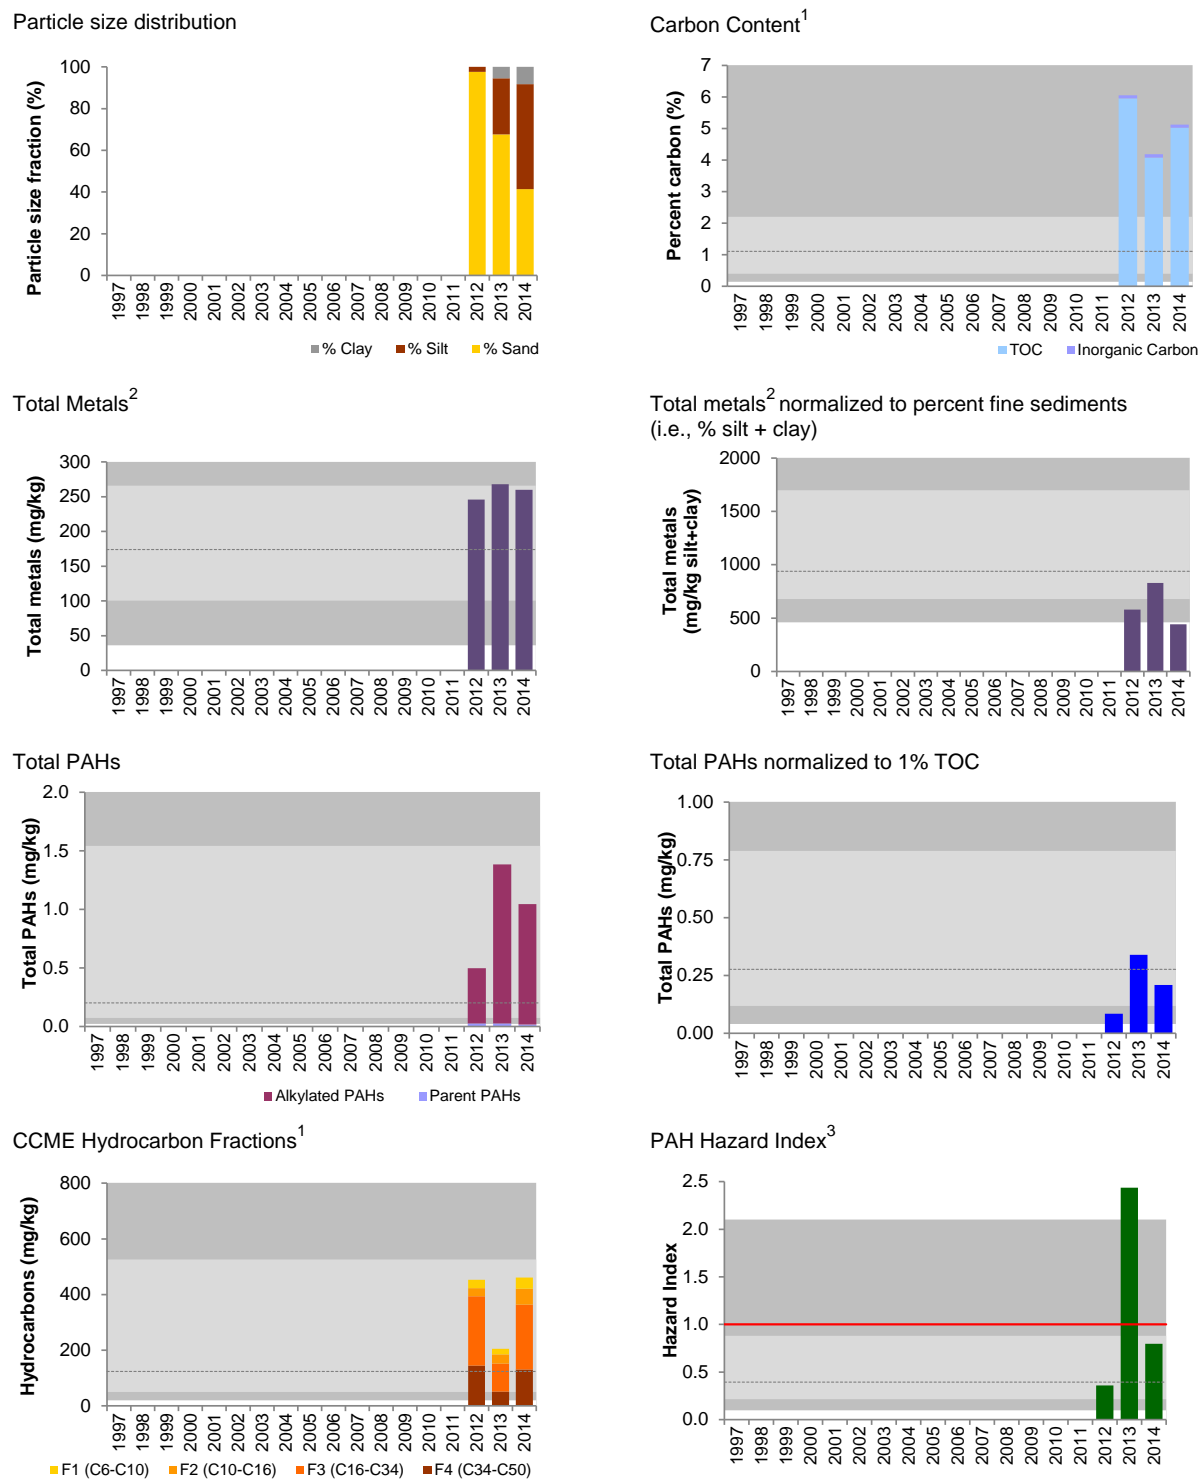 Particle size distribution
Particle size fraction (%)
100
80
60
40
20
0
1997 1998 1999 2000 2001 2002 2003 2004 2005 2006 2007 2008 2009 2010 2011 2012 2013 2014
% Clay % Silt % Sand
Carbon Content1
Percent carbon (%)
7
6
5
4
3
2
1
0
1997 1998 1999 2000 2001 2002 2003 2004 2005 2006 2007 2008 2009 2010 2011 2012 2013 2014
TOC Inorganic Carbon
Total Metals2
Total metals (mg/kg)
300
250
200
150
100
50
0
1997 1998 1999 2000 2001 2002 2003 2004 2005 2006 2007 2008 2009 2010 2011 2012 2013 2014
Total metals2 normalized to percent fine sediments
(i.e., % silt + clay)
Total metals
(mg/kg silt+clay)
2000
1500
1000
500
0
1997 1998 1999 2000 2001 2002 2003 2004 2005 2006 2007 2008 2009 2010 2011 2012 2013 2014
Total PAHs
Total PAHs (mg/kg)
2.0
1.5
1.0
0.5
0.0
1997 1998 1999 2000 2001 2002 2003 2004 2005 2006 2007 2008 2009 2010 2011 2012 2013 2014
Alkylated PAHs Parent PAHs
Total PAHs normalized to 1% TOC
Total PAHs (mg/kg)
1.00
0.75
0.50
0.25
0.00
1997 1998 1999 2000 2001 2002 2003 2004 2005 2006 2007 2008 2009 2010 2011 2012 2013 2014
CCME Hydrocarbon Fractions1
Hydrocarbons (mg/kg)
800
600
400
200
0
1997 1998 1999 2000 2001 2002 2003 2004 2005 2006 2007 2008 2009 2010 2011 2012 2013 2014
F1 (C6-C10) F2 (C10-C16) F3 (C16-C34) F4 (C34-C50)
PAH Hazard Index3
Hazard Index
2.5
2.0
1.5
1.0
0.5
0.0
1997 1998 1999 2000 2001 2002 2003 2004 2005 2006 2007 2008 2009 2010 2011 2012 2013 2014